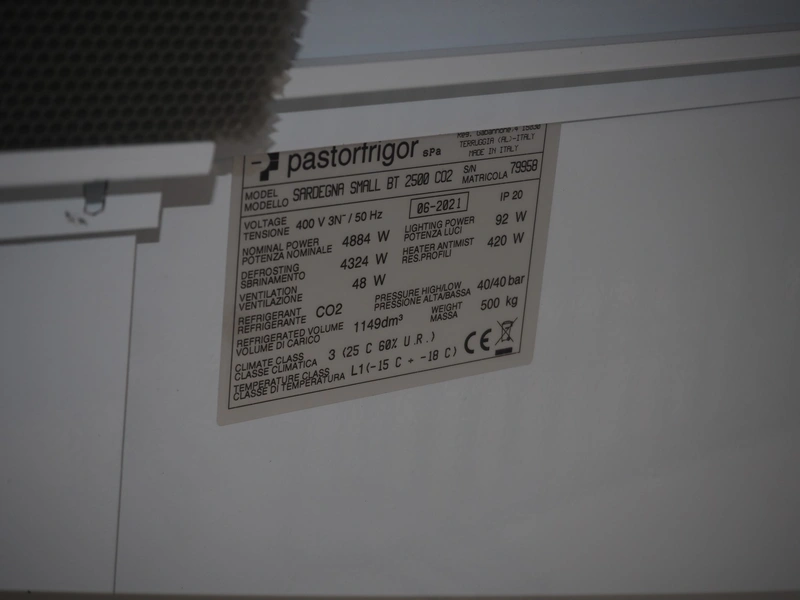 pastorfrigor SPA
TERRUGGIA (AL)-ITALY
MADE IN ITALY
MODEL
MODELLO SARDEGNA SMALL BT 2500 CO2 S/N
MATRICOLA 79958
VOLTAGE
TENSIONE 400 V 3N~ / 50 Hz 06-2021 IP 20
NOMINAL POWER
POTENZA NOMINALE 4884 W LIGHTING POWER
POTENZA LUCI 92 W
DEFROSTING
SBRINAMENTO 4324 W HEATER ANTIMIST
RES.PROFILI 420 W
VENTILATION
VENTILAZIONE 48 W
REFRIGERANT
REFRIGERANTE CO2 PRESSURE HIGH/LOW
PRESSIONE ALTA/BASSA 40/40 bar
REFRIGERATED VOLUME
VOLUME DI CARICO 1149dm³ WEIGHT
MASSA 500 kg
CLIMATE CLASS
CLASSE CLIMATICA 3 (25 C 60% U.R.)
TEMPERATURE CLASS
CLASSE DI TEMPERATURA L1(-15 C ÷ -18 C) CE